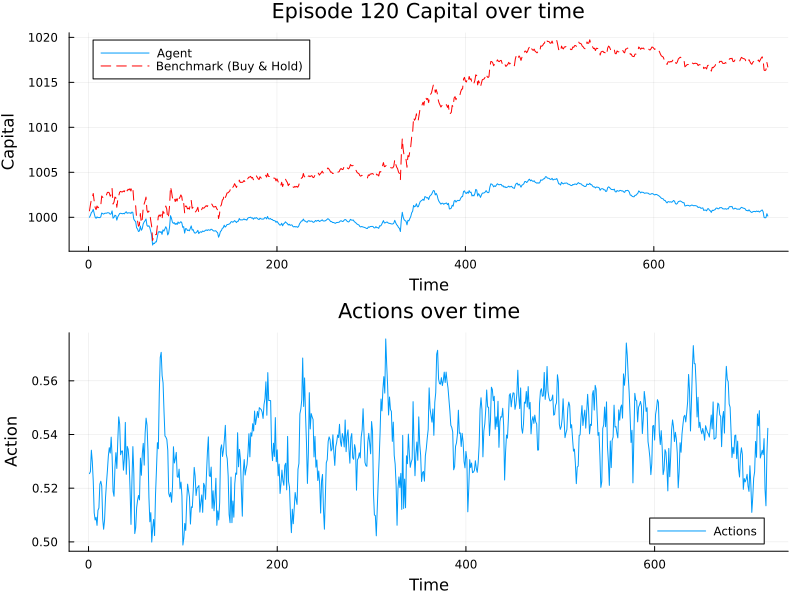 Episode 120 Capital over time
1020
1015
1010
1005
1000
Capital
Agent
Benchmark (Buy & Hold)
0 200 400 600
Time
Actions over time
0.56
0.54
0.52
0.50
Action
Actions
0 200 400 600
Time